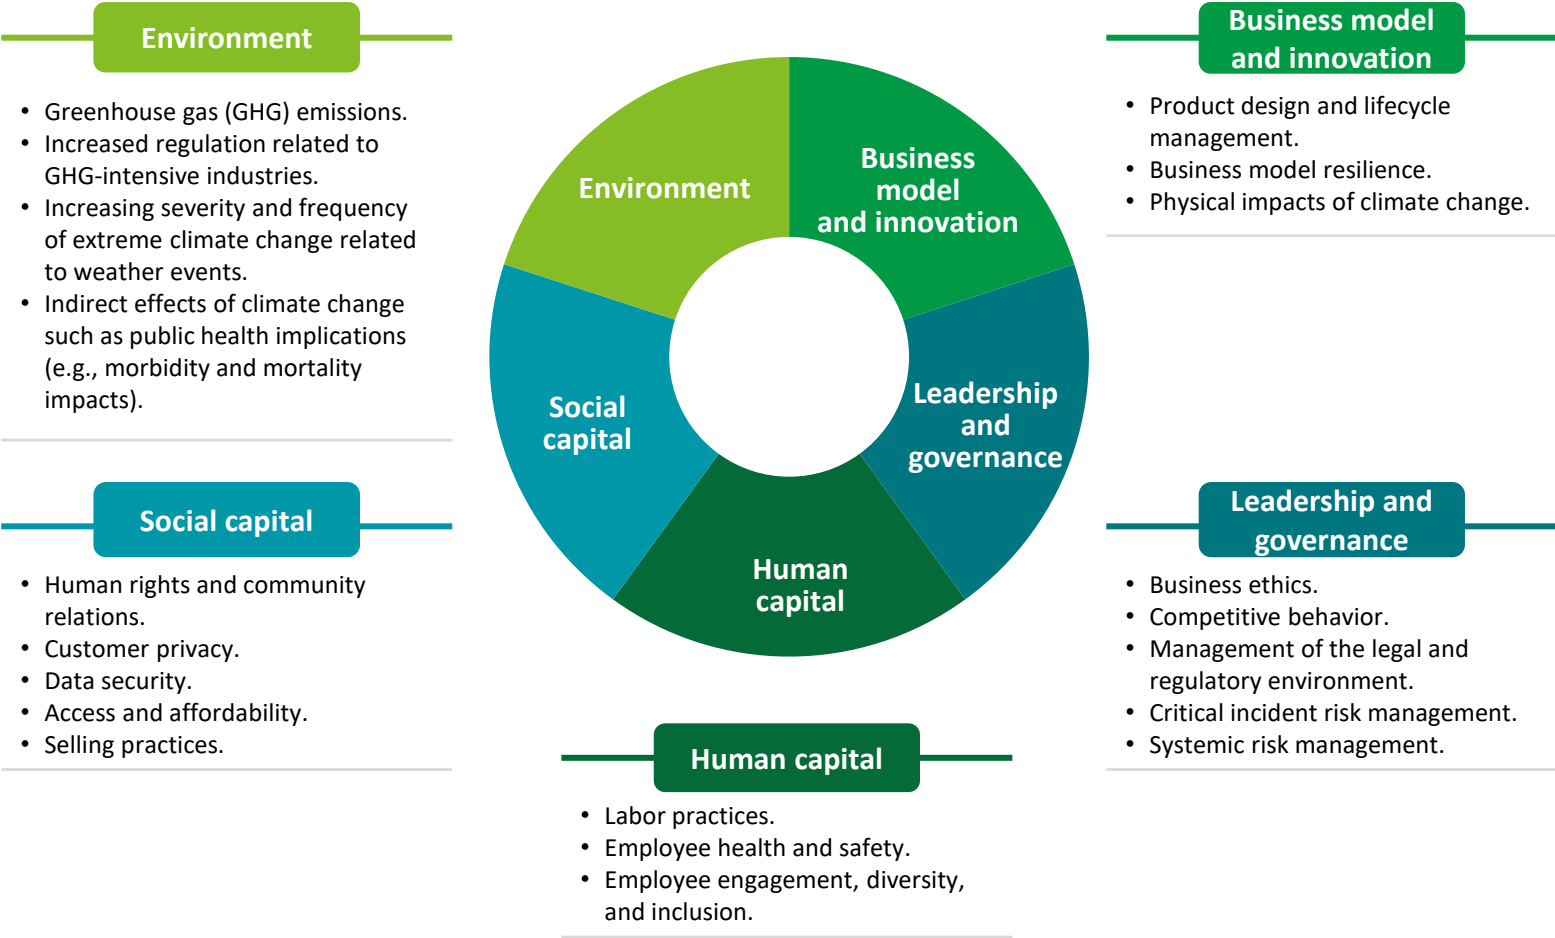 Environment
• Greenhouse gas (GHG) emissions.
• Increased regulation related to
GHG-intensive industries.
• Increasing severity and frequency
of extreme climate change related
to weather events.
• Indirect effects of climate change
such as public health implications
(e.g., morbidity and mortality
impacts).
Social capital
• Human rights and community
relations.
• Customer privacy.
• Data security.
• Access and affordability.
• Selling practices.
Environment
Business
model
and innovation
Social
capital
Leadership
and
governance
Human
capital
Human capital
• Labor practices.
• Employee health and safety.
• Employee engagement, diversity,
and inclusion.
Business model
and innovation
• Product design and lifecycle
management.
• Business model resilience.
• Physical impacts of climate change.
Leadership and
governance
• Business ethics.
• Competitive behavior.
• Management of the legal and
regulatory environment.
• Critical incident risk management.
• Systemic risk management.